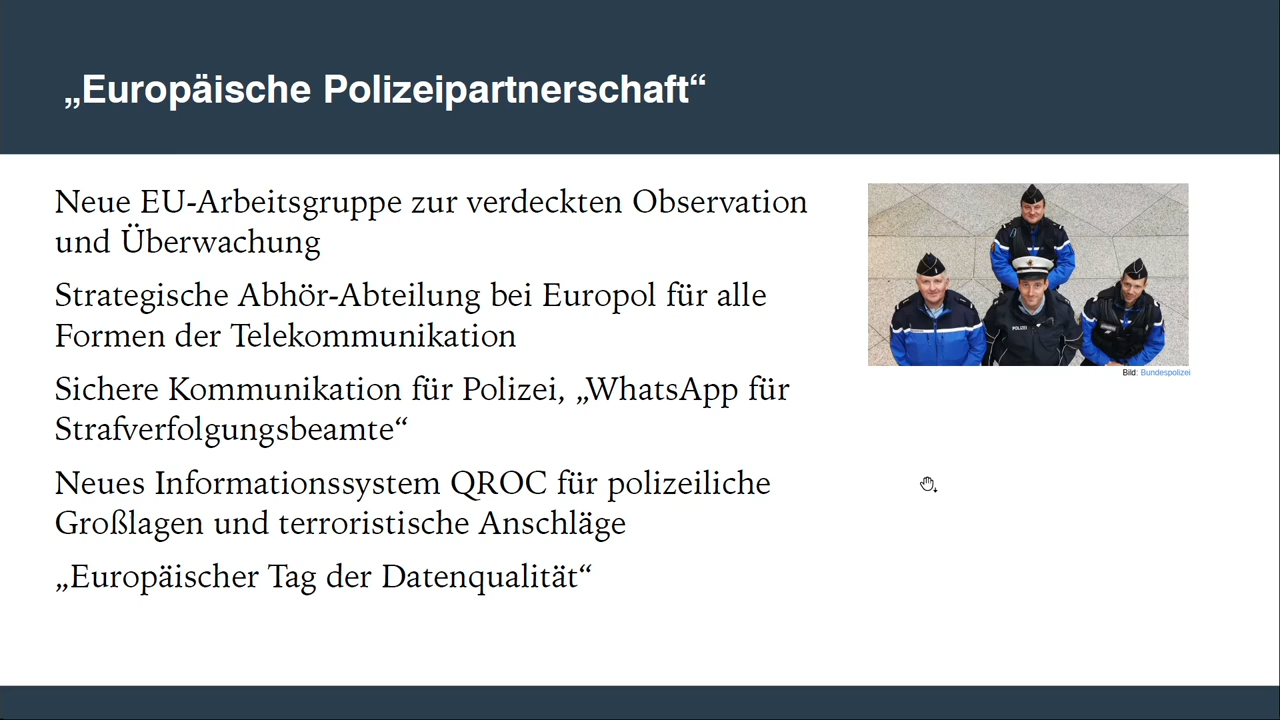 „Europäische Polizeipartnerschaft“
Neue EU-Arbeitsgruppe zur verdeckten Observation
und Überwachung
Strategische Abhör-Abteilung bei Europol für alle
Formen der Telekommunikation
Sichere Kommunikation für Polizei, „WhatsApp für
Strafverfolgungsbeamte“
Neues Informationssystem QROC für polizeiliche
Großlagen und terroristische Anschläge
„Europäischer Tag der Datenqualität“
POLIZEI
Bild: Bundespolizei